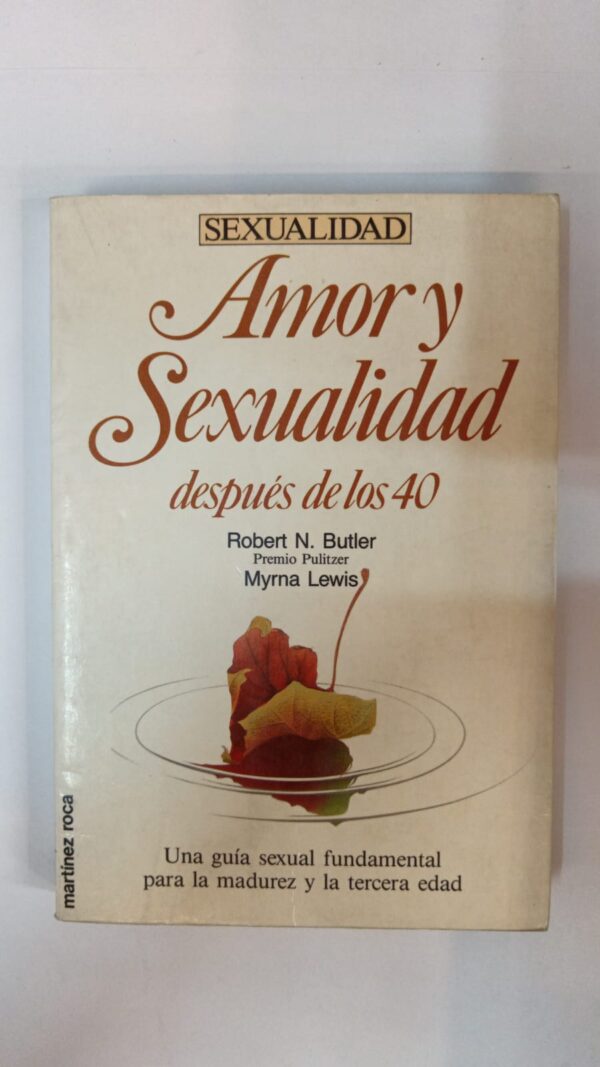 SEXUALIDAD
Amor y
Sexualidad
después de los 40
Robert N. Butler
Premio Pulitzer
Myrna Lewis
Una guía sexual fundamental
para la madurez y la tercera edad
martínez roca